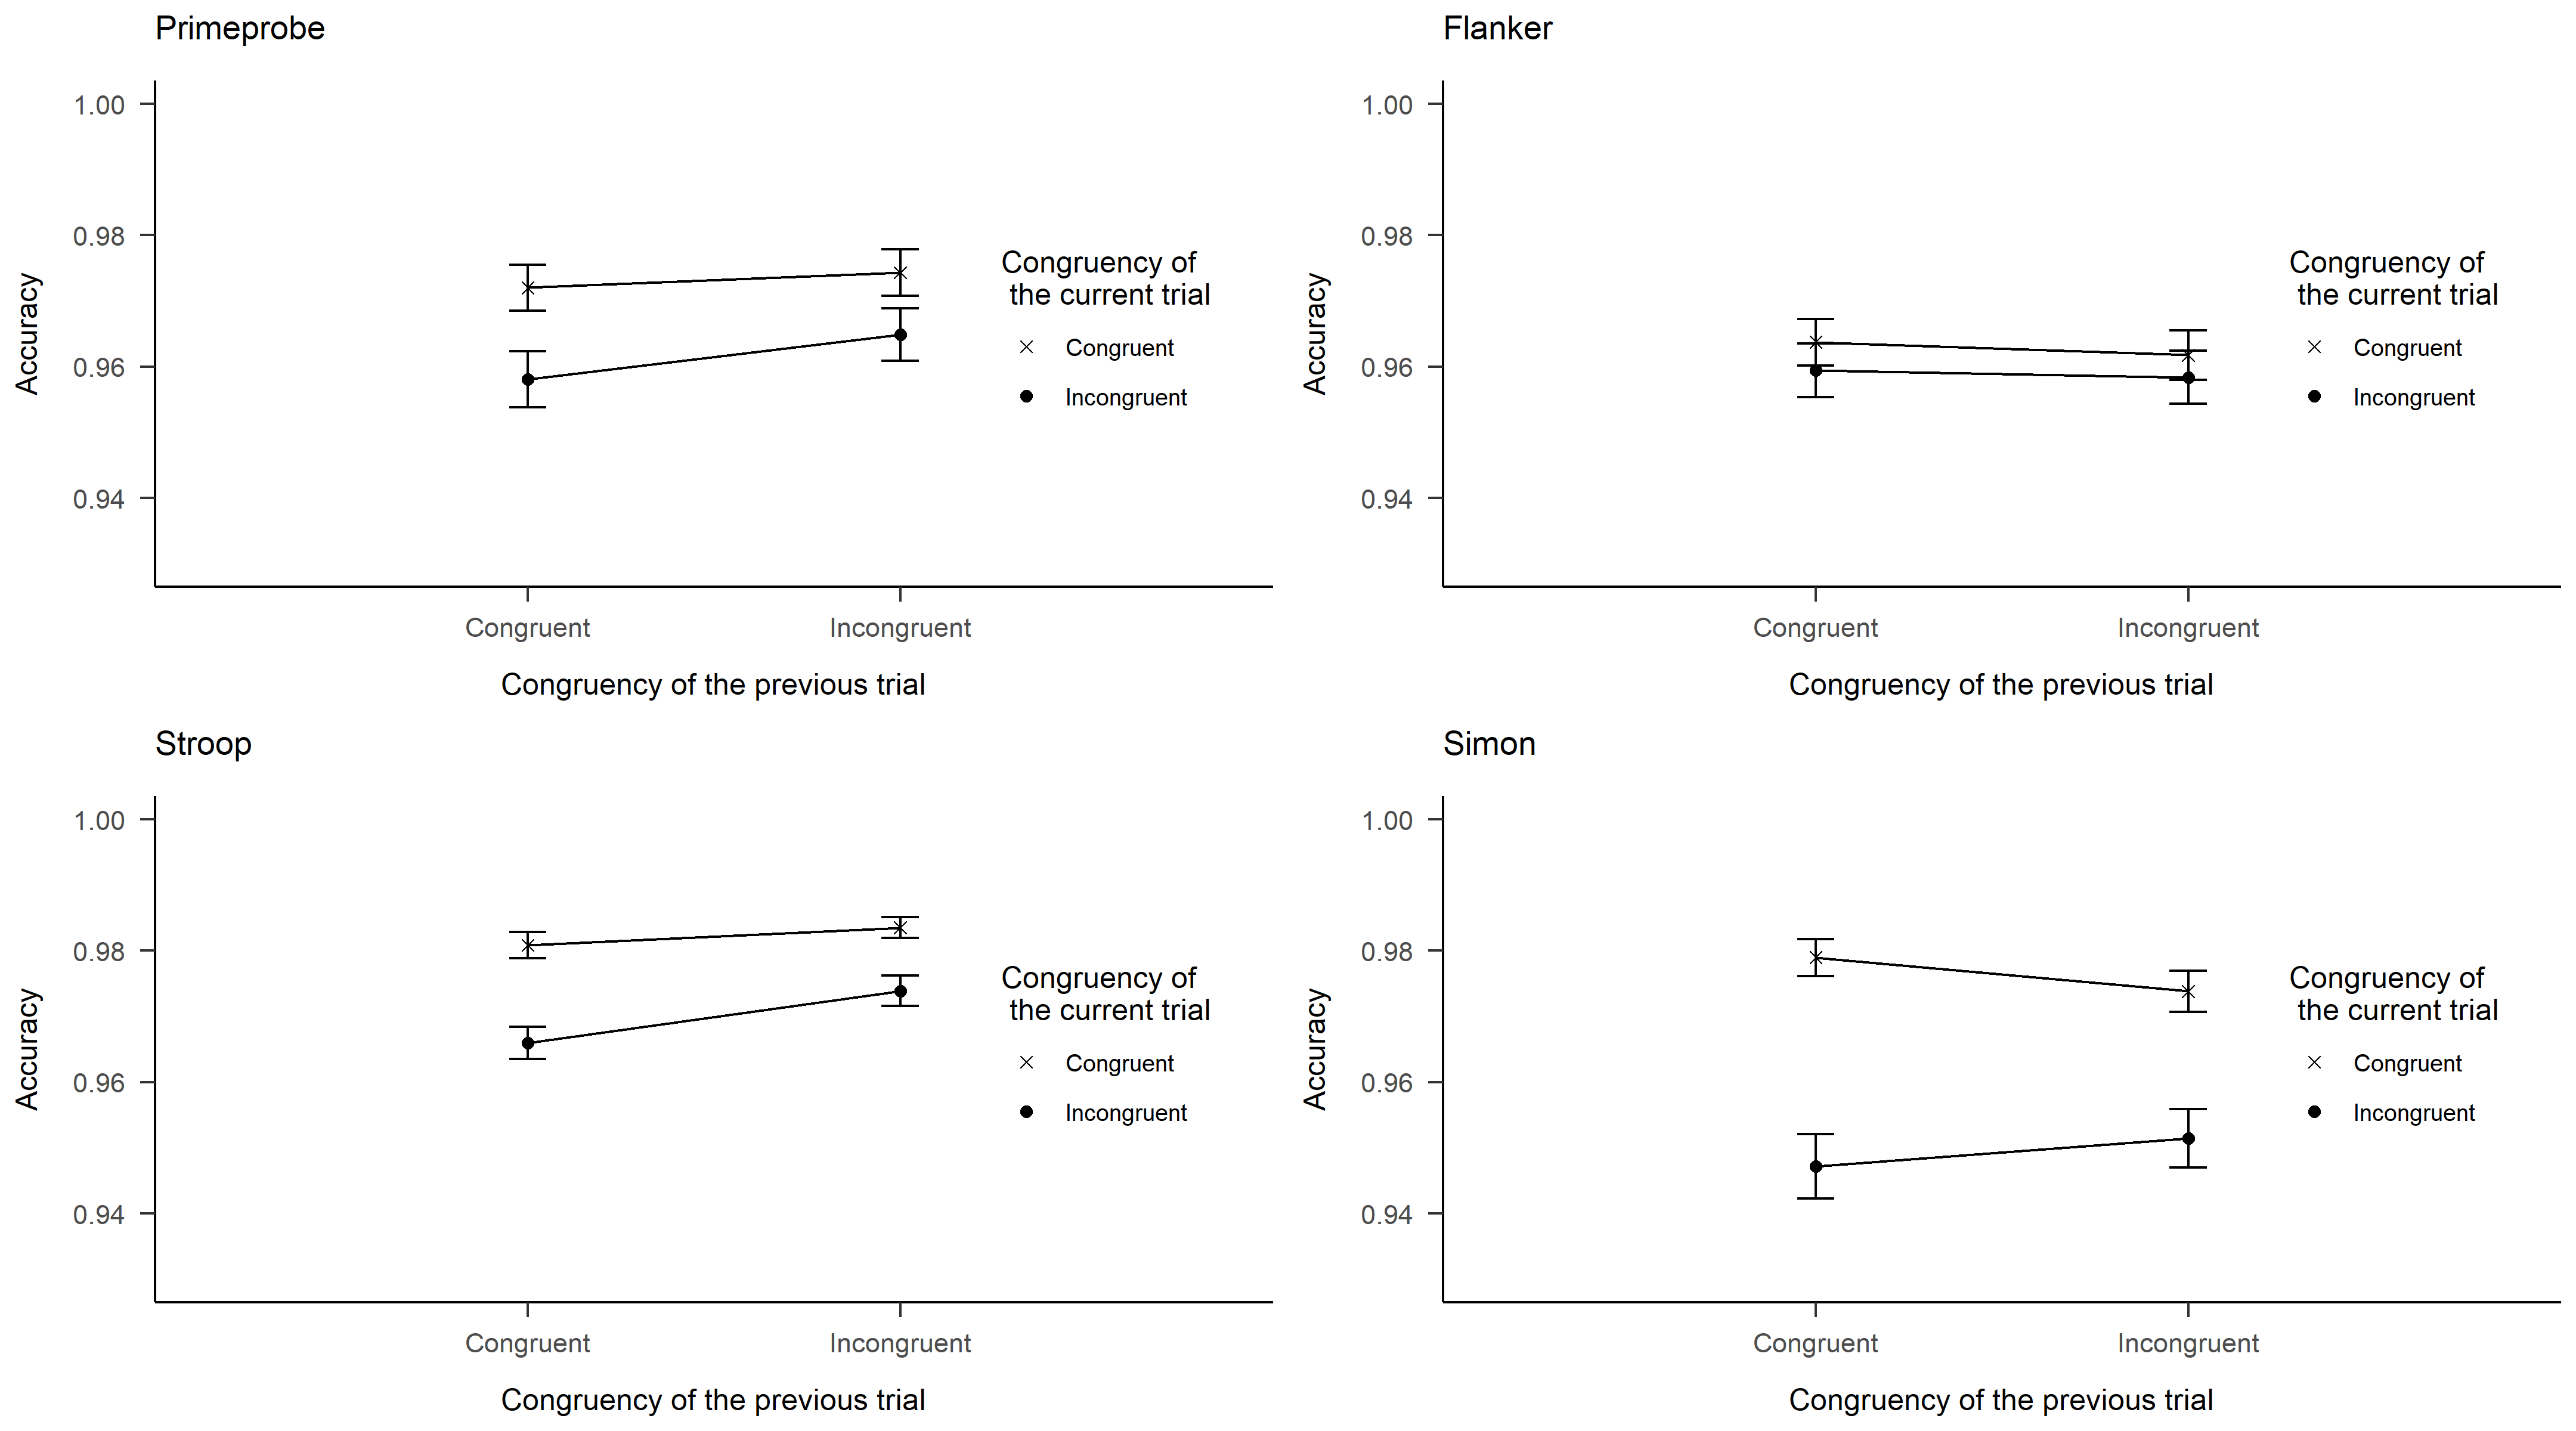 Primeprobe
1.00
0.98
0.96
0.94
Accuracy
Congruent
Incongruent
Congruency of the previous trial
Congruency of
the current trial
Congruent
Incongruent
Flanker
1.00
0.98
0.96
0.94
Accuracy
Congruent
Incongruent
Congruency of the previous trial
Congruency of
the current trial
Congruent
Incongruent
Stroop
1.00
0.98
0.96
0.94
Accuracy
Congruent
Incongruent
Congruency of the previous trial
Congruency of
the current trial
Congruent
Incongruent
Simon
1.00
0.98
0.96
0.94
Accuracy
Congruent
Incongruent
Congruency of the previous trial
Congruency of
the current trial
Congruent
Incongruent